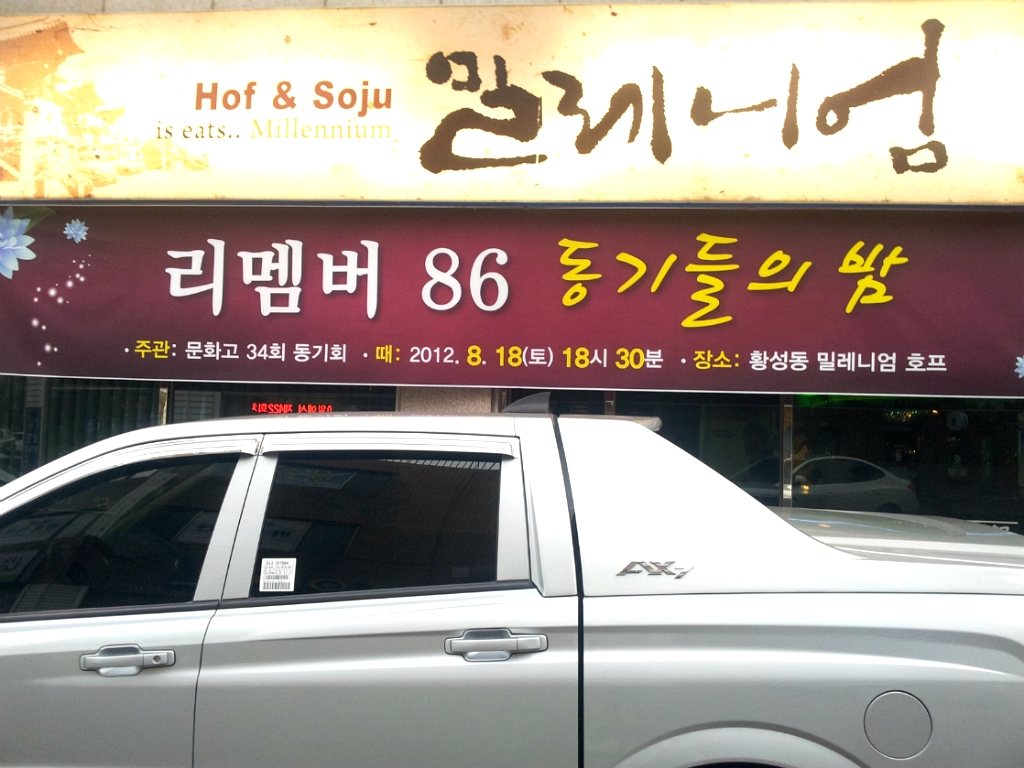 Hof & Soju
is eats.. Millennium
밀레니엄
리멤버 86 동기들의 밤
· 주관: 문화고 34회 동기회 · 때: 2012. 8. 18(토) 18시 30분 · 장소: 황성동 밀레니엄 호프